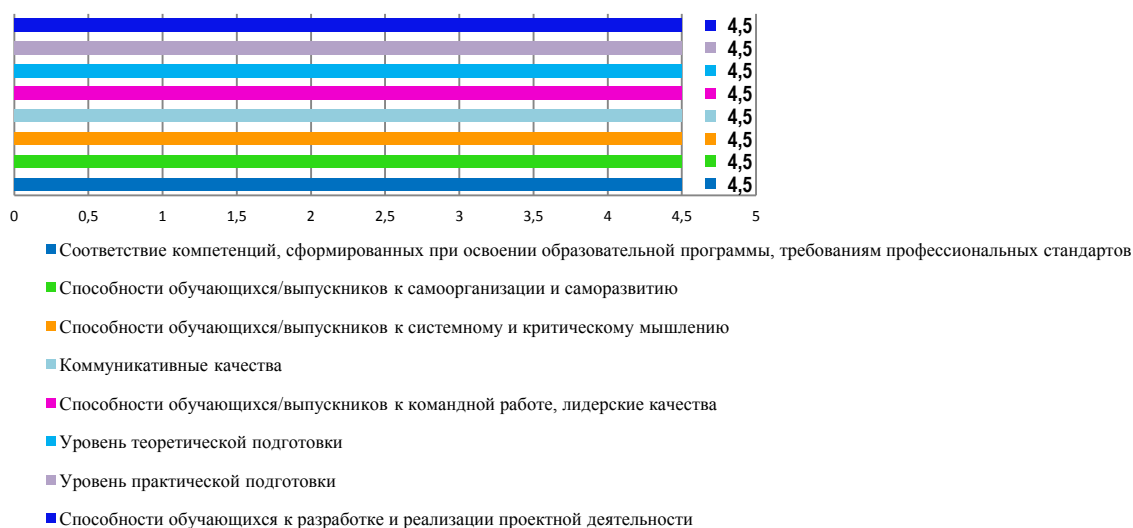 4,5
4,5
4,5
4,5
4,5
4,5
4,5
4,5
0 0,5 1 1,5 2 2,5 3 3,5 4 4,5 5
Соответствие компетенций, сформированных при освоении образовательной программы, требованиям профессиональных стандартов
Способности обучающихся/выпускников к самоорганизации и саморазвитию
Способности обучающихся/выпускников к системному и критическому мышлению
Коммуникативные качества
Способности обучающихся/выпускников к командной работе, лидерские качества
Уровень теоретической подготовки
Уровень практической подготовки
Способности обучающихся к разработке и реализации проектной деятельности